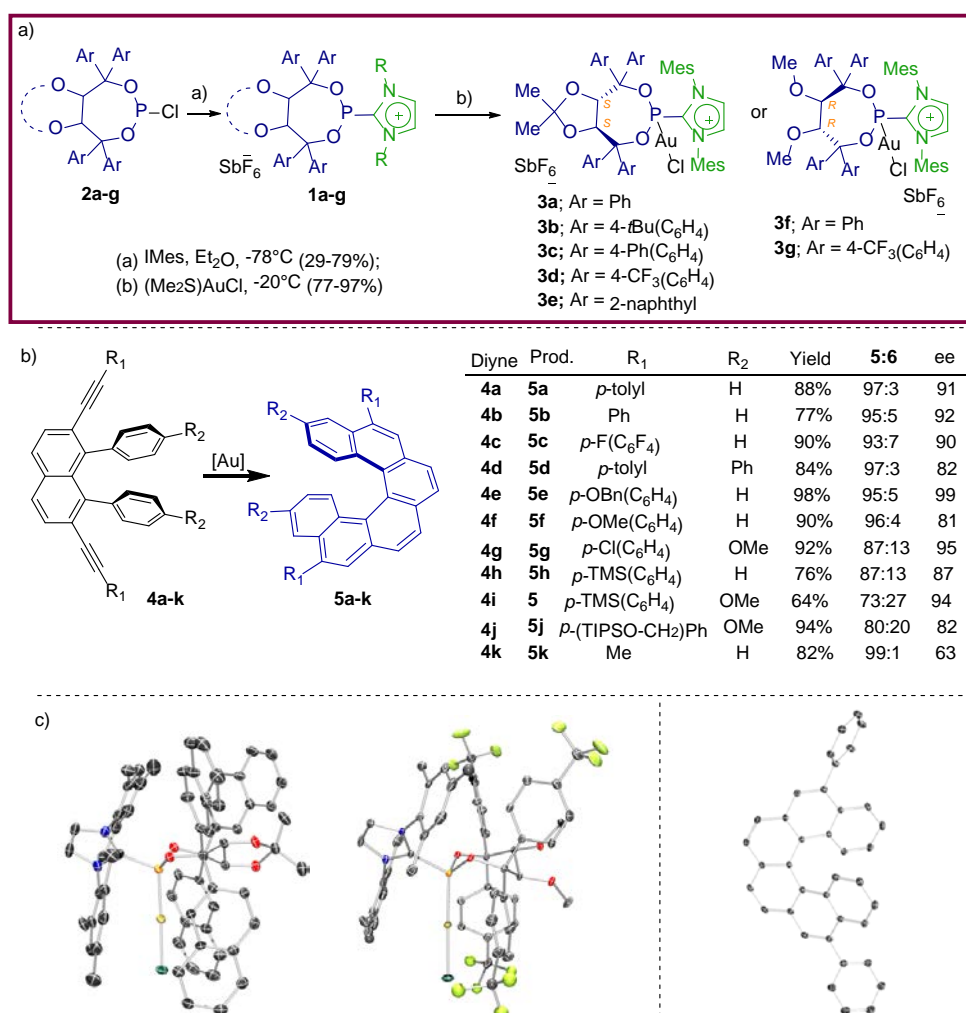 a)
Ar Ar
O
O
O
O
P Cl
Ar Ar
2a-g
a)
Ar Ar
R
O
O
O
O
P
N
N
+
R
Ar Ar
SbF6
1a-g
b)
Ar Ar
Mes
O
O
O
O
S
S
P
N
N
+
Me
Me
Au
Cl
Mes
Ar Ar
SbF6
or
Ar Ar
Mes
MeO
MeO
O
O
R
R
P
N
N
+
Au
Cl
Mes
Ar Ar
SbF6
3a; Ar = Ph
3b; Ar = 4-tBu(C6H4)
3c; Ar = 4-Ph(C6H4)
3d; Ar = 4-CF3(C6H4)
3e; Ar = 2-naphthyl
3f; Ar = Ph
3g; Ar = 4-CF3(C6H4)
(a) IMes, Et2O, -78°C (29-79%);
(b) (Me2S)AuCl, -20°C (77-97%)
b)
R1
R2
R2
R1
4a-k
[Au]
R1
R2
R2
R1
5a-k
Diyne Prod. R1 R2 Yield 5:6 ee
4a 5a p-tolyl H 88% 97:3 91
4b 5b Ph H 77% 95:5 92
4c 5c p-F(C6F4) H 90% 93:7 90
4d 5d p-tolyl Ph 84% 97:3 82
4e 5e p-OBn(C6H4) H 98% 95:5 99
4f 5f p-OMe(C6H4) H 90% 96:4 81
4g 5g p-Cl(C6H4) OMe 92% 87:13 95
4h 5h p-TMS(C6H4) H 76% 87:13 87
4i 5 p-TMS(C6H4) OMe 64% 73:27 94
4j 5j p-(TIPSO-CH2)Ph OMe 94% 80:20 82
4k 5k Me H 82% 99:1 63
c)